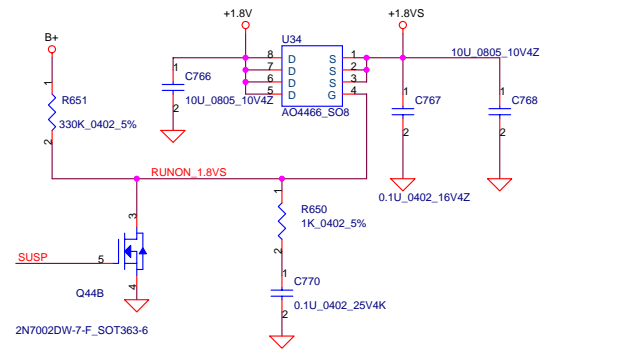 +1.8V
+1.8VS
B+
U34
8 D S 1
7 D S 2
6 D S 3
5 D G 4
AO4466_SO8
1
C766
2
10U_0805_10V4Z
10U_0805_10V4Z
1
C767
2
1
C768
2
0.1U_0402_16V4Z
1
R651
330K_0402_5%
2
RUNON_1.8VS
1
R650
1K_0402_5%
2
3
SUSP
5
4
Q44B
2N7002DW-7-F_SOT363-6
1
C770
0.1U_0402_25V4K
2